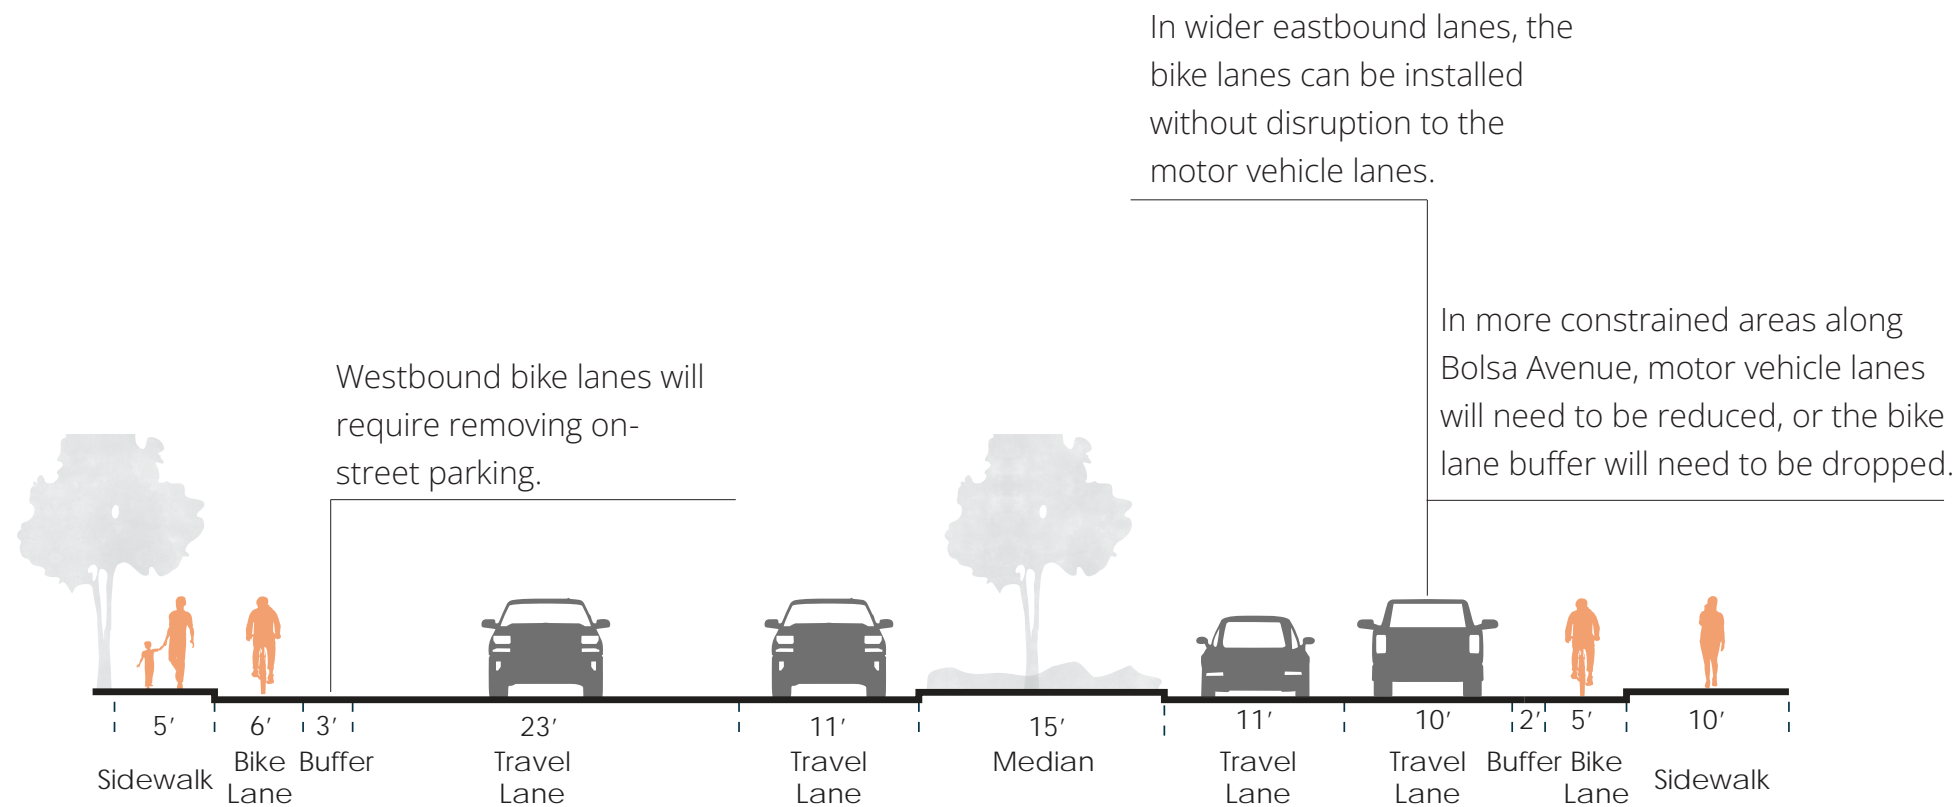 In wider eastbound lanes, the
bike lanes can be installed
without disruption to the
motor vehicle lanes.
In more constrained areas along
Bolsa Avenue, motor vehicle lanes
will need to be reduced, or the bike
lane buffer will need to be dropped.
Westbound bike lanes will
require removing on-
street parking.
5’ 6’ 3’ 23’ 11’ 15’ 11’ 10’ 2’ 5’ 10’
Sidewalk
Bike
Lane
Buffer
Travel
Lane
Travel
Lane
Median
Travel
Lane
Travel
Lane
Buffer
Bike
Lane
Sidewalk